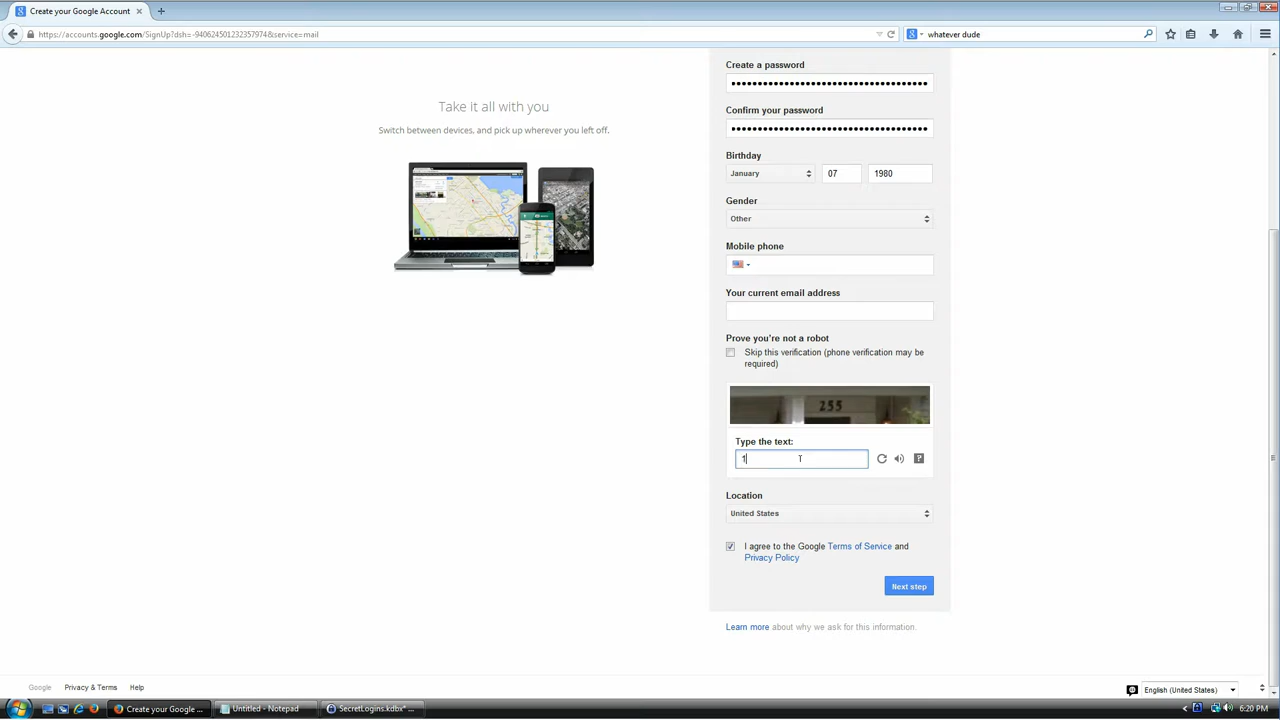 Create your Google Account
https://accounts.google.com/SignUp?dsh=-940624501232357974&service=mail
whatever dude
Create a password
Take it all with you
Switch between devices, and pick up wherever you left off.
Confirm your password
Birthday
January
07
1980
Gender
Other
Mobile phone
Your current email address
Prove you're not a robot
Skip this verification (phone verification may be
required)
255
Type the text:
1
Location
United States
I agree to the Google Terms of Service and
Privacy Policy
Next step
Learn more about why we ask for this information.
Google
Privacy & Terms
Help
English (United States)
Create your Google ...
Untitled - Notepad
SecretLogins.kdbx* ...
6:20 PM